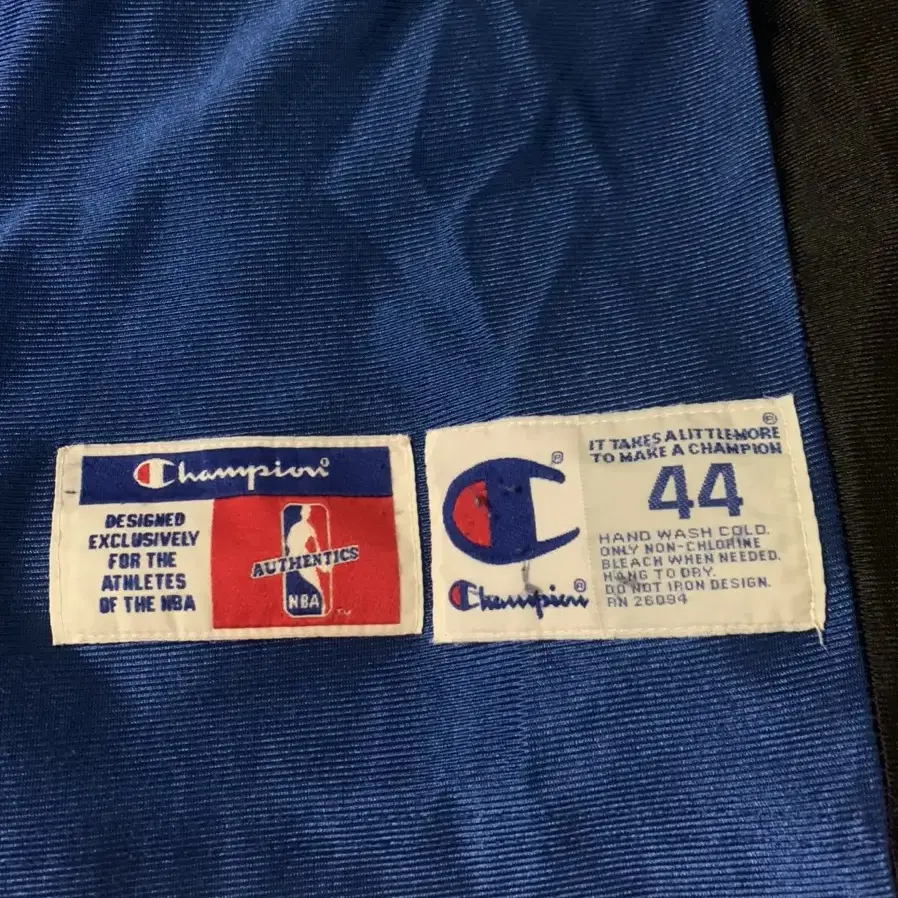 Champion®
DESIGNED
EXCLUSIVELY
FOR THE
ATHLETES
OF THE NBA
AUTHENTICS
NBA
TM
®
Champion®
®
IT TAKES A LITTLE MORE
TO MAKE A CHAMPION
44
HAND WASH COLD.
ONLY NON-CHLORINE
BLEACH WHEN NEEDED.
HANG TO DRY.
DO NOT IRON DESIGN.
RN 26094